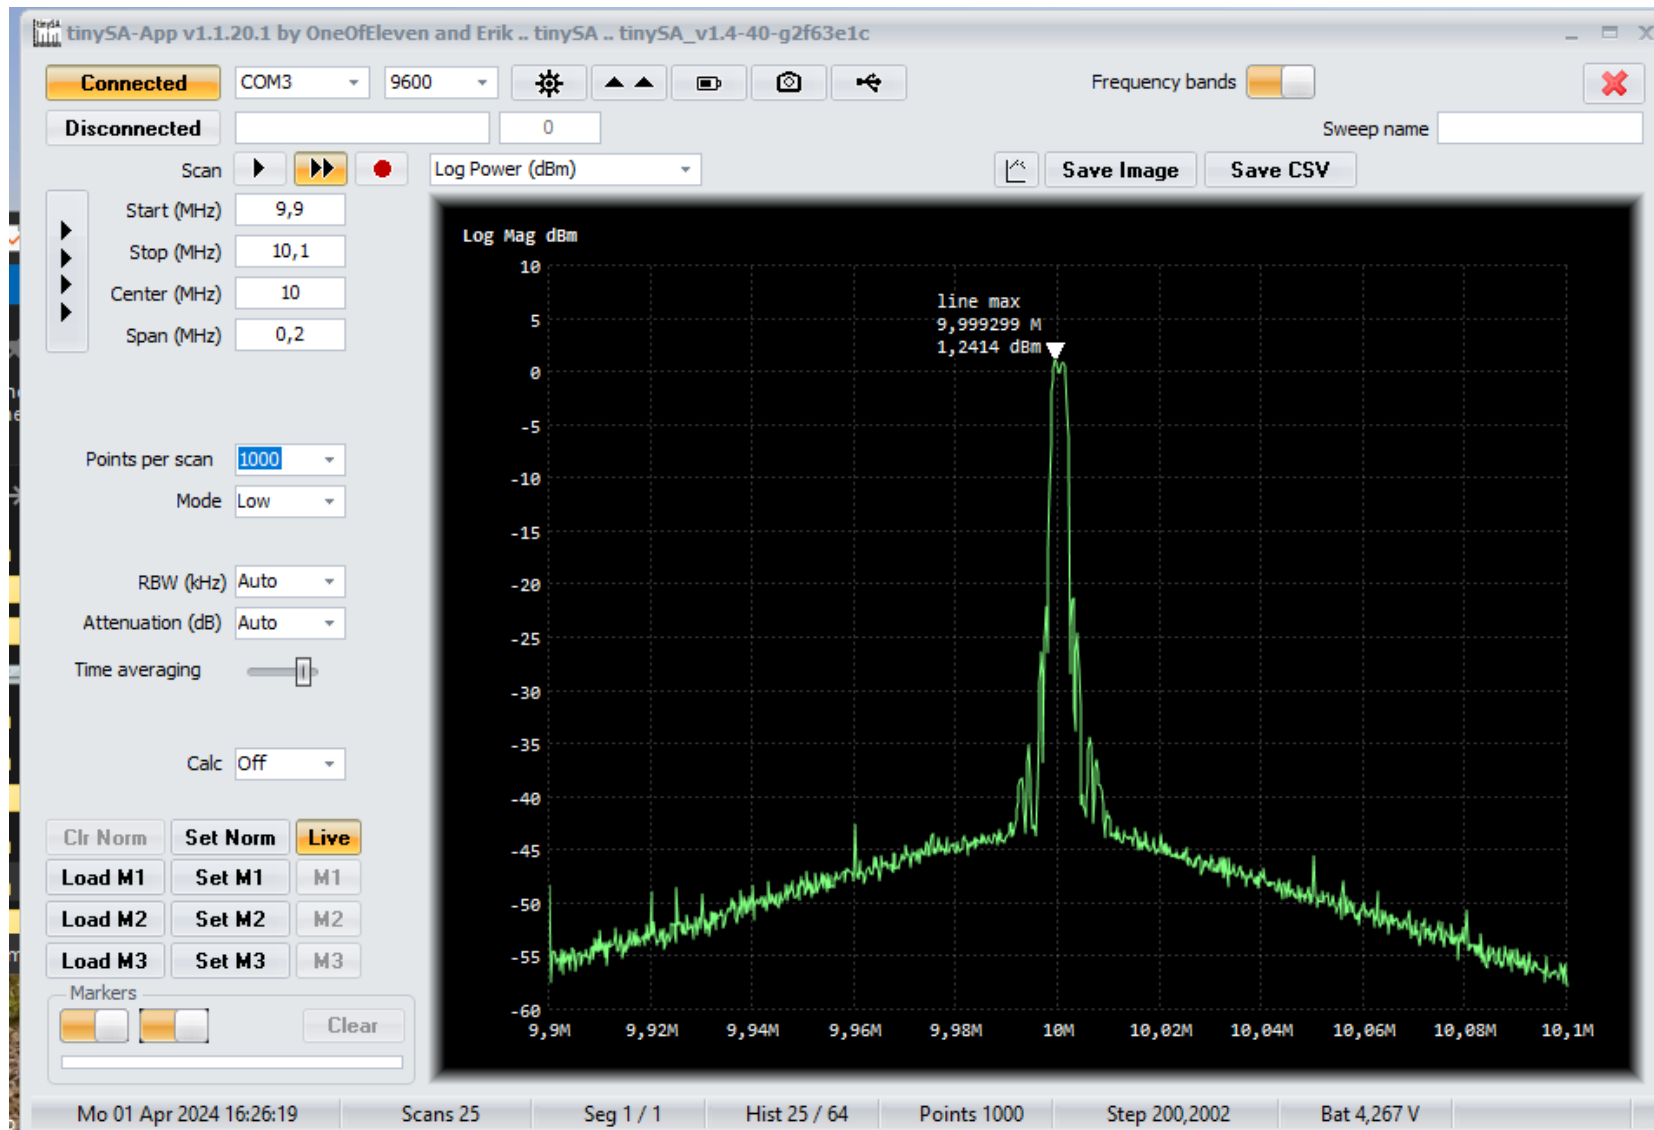 tinySA-App v1.1.20.1 by OneOfEleven and Erik .. tinySA .. tinySA_v1.4-40-g2f63e1c
Connected COM3 9600 Frequency bands
Disconnected 0 Sweep name
Scan Log Power (dBm) Save Image Save CSV
Start (MHz) 9,9
Stop (MHz) 10,1
Center (MHz) 10
Span (MHz) 0,2
Points per scan 1000
Mode Low
RBW (kHz) Auto
Attenuation (dB) Auto
Time averaging
Calc Off
Clr Norm Set Norm Live
Load M1 Set M1 M1
Load M2 Set M2 M2
Load M3 Set M3 M3
Markers
Clear
Log Mag dBm
10
5
0
-5
-10
-15
-20
-25
-30
-35
-40
-45
-50
-55
-60
line max
9,999299 M
1,2414 dBm
9,9M 9,92M 9,94M 9,96M 9,98M 10M 10,02M 10,04M 10,06M 10,08M 10,1M
Mo 01 Apr 2024 16:26:19 Scans 25 Seg 1 / 1 Hist 25 / 64 Points 1000 Step 200,2002 Bat 4,267 V